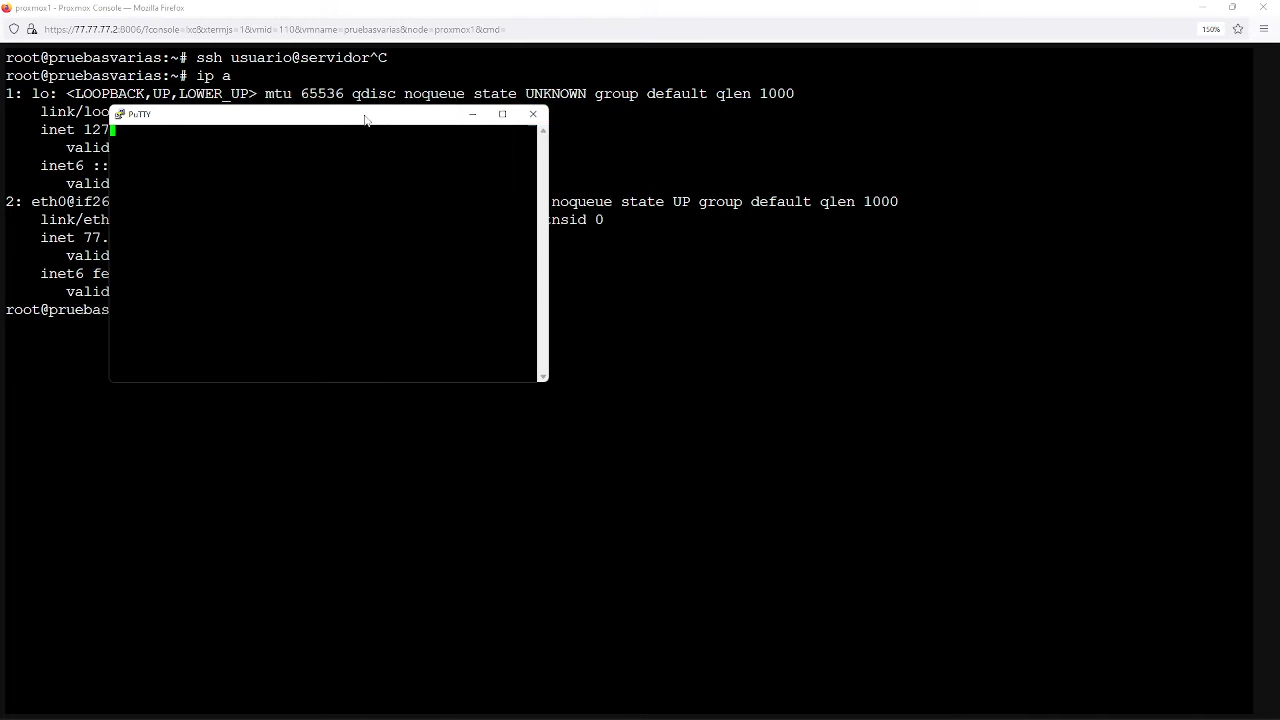 proxmox1 - Proxmox Console — Mozilla Firefox
https://77.77.77.2:8006/?console=lxc&xtermjs=1&vmid=110&vmname=pruebasvarias&node=proxmox1&cmd=
150%
root@pruebasvarias:~# ssh usuario@servidor^C
root@pruebasvarias:~# ip a
1: lo: <LOOPBACK,UP,LOWER_UP> mtu 65536 qdisc noqueue state UNKNOWN group default qlen 1000
link/loo
PuTTY
inet 127
valid
inet6 ::
valid
2: eth0@if26 noqueue state UP group default qlen 1000
link/eth nsid 0
inet 77.
valid
inet6 fe
valid
root@pruebas